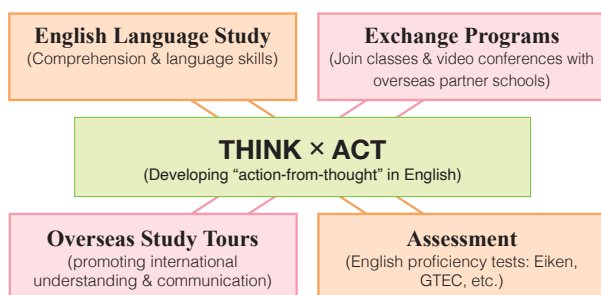 English Language Study
(Comprehension & language skills)
Exchange Programs
(Join classes & video conferences with
overseas partner schools)
THINK × ACT
(Developing “action-from-thought” in English)
Overseas Study Tours
(promoting international
understanding & communication)
Assessment
(English proficiency tests: Eiken,
GTEC, etc.)